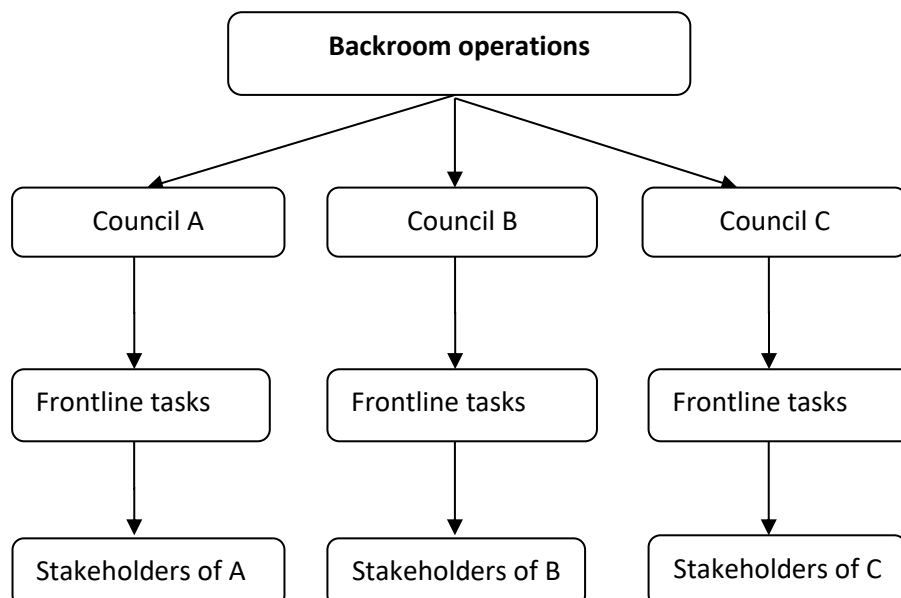 Backroom operations
Council A
Council B
Council C
Frontline tasks
Frontline tasks
Frontline tasks
Stakeholders of A
Stakeholders of B
Stakeholders of C